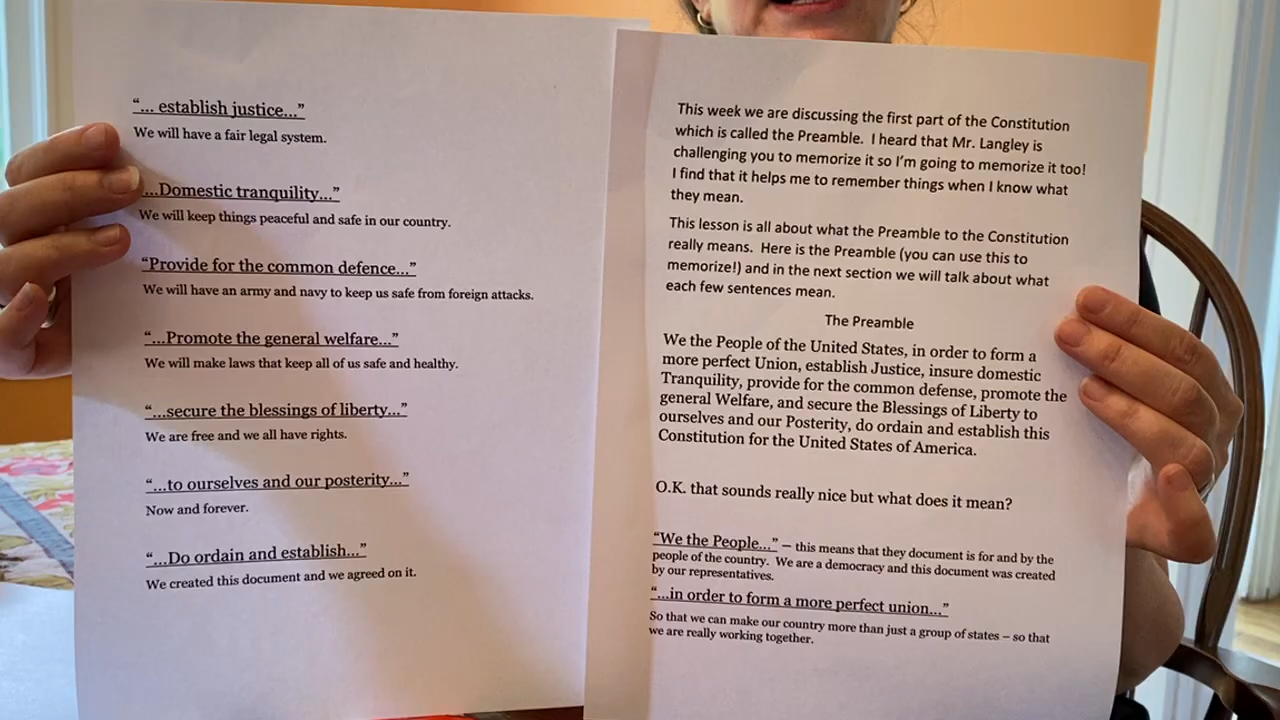 "... establish justice..."
We will have a fair legal system.
...Domestic tranquility..."
We will keep things peaceful and safe in our country.
"Provide for the common defence..."
We will have an army and navy to keep us safe from foreign attacks.
"...Promote the general welfare..."
We will make laws that keep all of us safe and healthy.
"...secure the blessings of liberty..."
We are free and we all have rights.
"...to ourselves and our posterity..."
Now and forever.
"...Do ordain and establish..."
We created this document and we agreed on it.
This week we are discussing the first part of the Constitution
which is called the Preamble.  I heard that Mr. Langley is
challenging you to memorize it so I'm going to memorize it too!
I find that it helps me to remember things when I know what
they mean.
This lesson is all about what the Preamble to the Constitution
really means.  Here is the Preamble (you can use this to
memorize!) and in the next section we will talk about what
each few sentences mean.
The Preamble
We the People of the United States, in order to form a
more perfect Union, establish Justice, insure domestic
Tranquility, provide for the common defense, promote the
general Welfare, and secure the Blessings of Liberty to
ourselves and our Posterity, do ordain and establish this
Constitution for the United States of America.
O.K. that sounds really nice but what does it mean?
"We the People..." – this means that they document is for and by the
people of the country.  We are a democracy and this document was created
by our representatives.
"...in order to form a more perfect union..."
So that we can make our country more than just a group of states – so that
we are really working together.